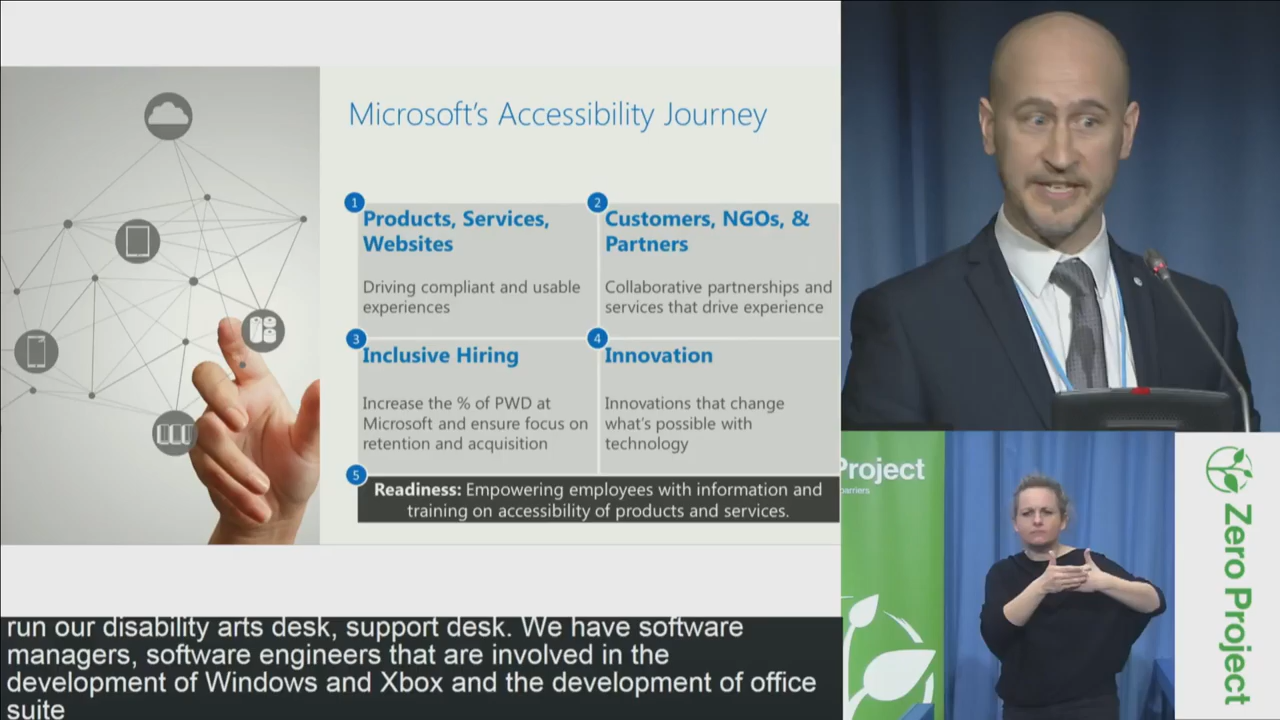 Microsoft's Accessibility Journey
1
Products, Services,
Websites
Driving compliant and usable
experiences
2
Customers, NGOs, &
Partners
Collaborative partnerships and
services that drive experience
3
Inclusive Hiring
Increase the % of PWD at
Microsoft and ensure focus on
retention and acquisition
4
Innovation
Innovations that change
what's possible with
technology
5
Readiness: Empowering employees with information and
training on accessibility of products and services.
run our disability arts desk, support desk. We have software
managers, software engineers that are involved in the
development of Windows and Xbox and the development of office
suite
Project
barriers
Zero Project